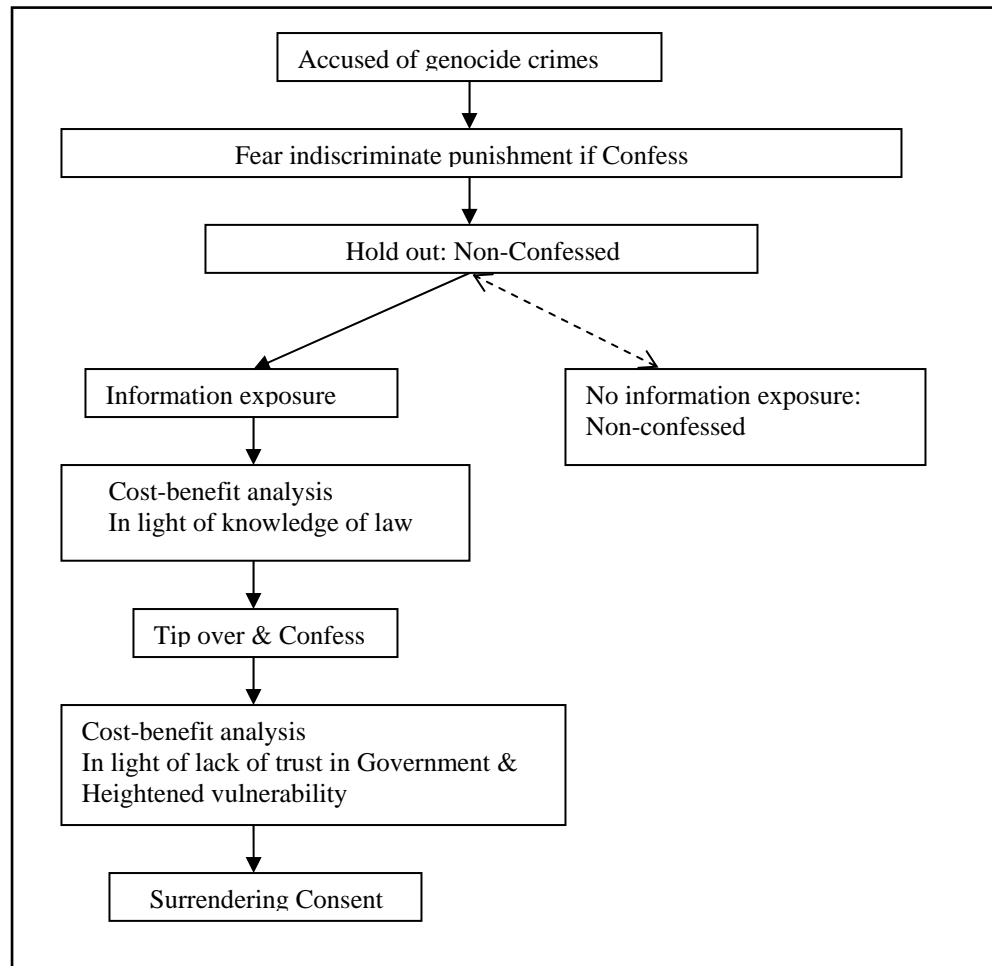 Accused of genocide crimes
Fear indiscriminate punishment if Confess
Hold out: Non-Confessed
Information exposure
No information exposure:
Non-confessed
Cost-benefit analysis
In light of knowledge of law
Tip over & Confess
Cost-benefit analysis
In light of lack of trust in Government &
Heightened vulnerability
Surrendering Consent